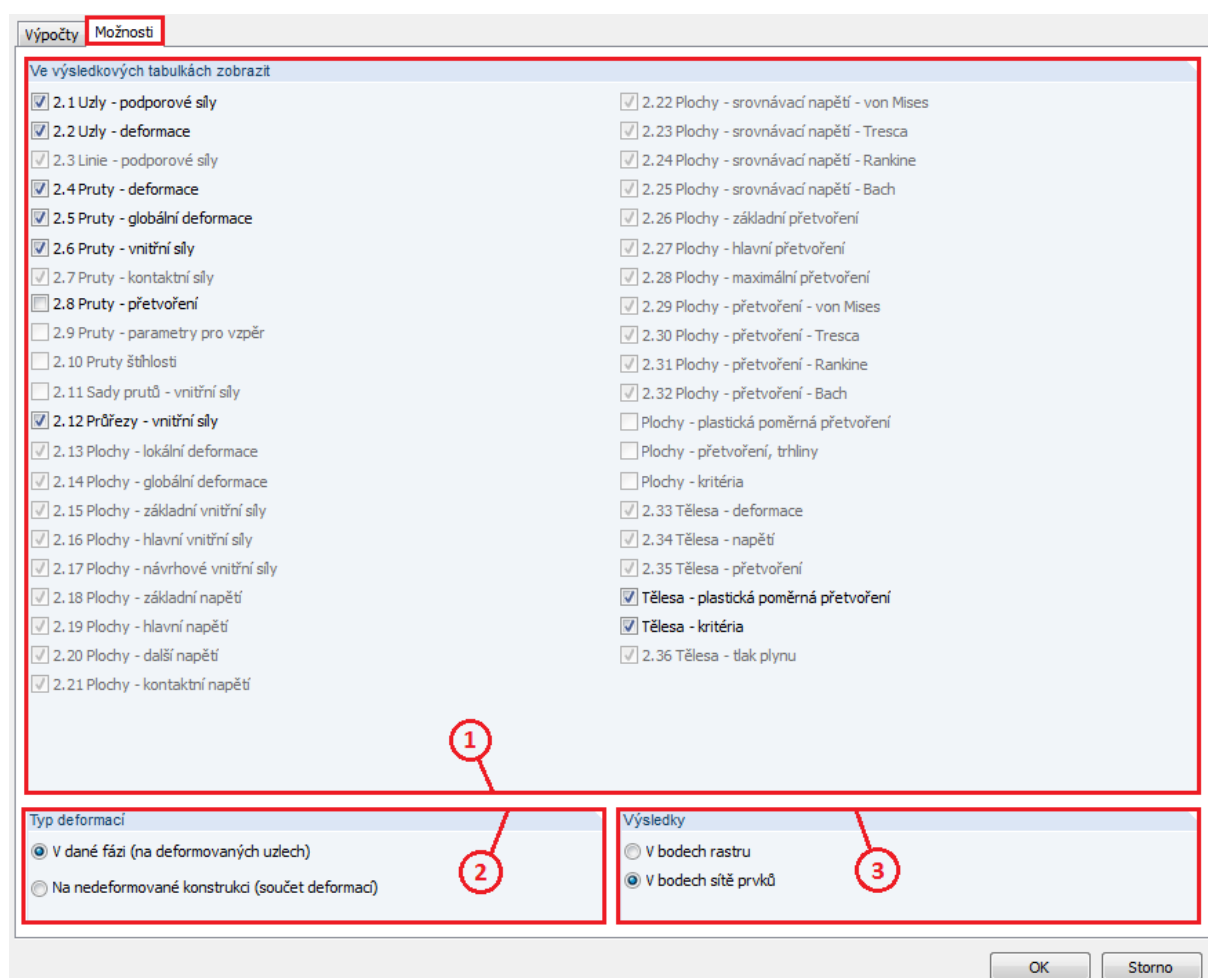 Výpočty
Možnosti
Ve výsledkových tabulkách zobrazit
2.1 Uzly - podporové síly
2.2 Uzly - deformace
2.3 Linie - podporové síly
2.4 Pruty - deformace
2.5 Pruty - globální deformace
2.6 Pruty - vnitřní síly
2.7 Pruty - kontaktní síly
2.8 Pruty - přetvoření
2.9 Pruty - parametry pro vzpěr
2.10 Pruty štíhlosti
2.11 Sady prutů - vnitřní síly
2.12 Průřezy - vnitřní síly
2.13 Plochy - lokální deformace
2.14 Plochy - globální deformace
2.15 Plochy - základní vnitřní síly
2.16 Plochy - hlavní vnitřní síly
2.17 Plochy - návrhové vnitřní síly
2.18 Plochy - základní napětí
2.19 Plochy - hlavní napětí
2.20 Plochy - další napětí
2.21 Plochy - kontaktní napětí
2.22 Plochy - srovnávací napětí - von Mises
2.23 Plochy - srovnávací napětí - Tresca
2.24 Plochy - srovnávací napětí - Rankine
2.25 Plochy - srovnávací napětí - Bach
2.26 Plochy - základní přetvoření
2.27 Plochy - hlavní přetvoření
2.28 Plochy - maximální přetvoření
2.29 Plochy - přetvoření - von Mises
2.30 Plochy - přetvoření - Tresca
2.31 Plochy - přetvoření - Rankine
2.32 Plochy - přetvoření - Bach
Plochy - plastická poměrná přetvoření
Plochy - přetvoření, trhliny
Plochy - kritéria
2.33 Tělesa - deformace
2.34 Tělesa - napětí
2.35 Tělesa - přetvoření
Tělesa - plastická poměrná přetvoření
Tělesa - kritéria
2.36 Tělesa - tlak plynu
1
Typ deformací
V dané fázi (na deformovaných uzlech)
Na nedeformované konstrukci (součet deformací)
2
Výsledky
V bodech rastru
V bodech sítě prvků
3
OK
Storno